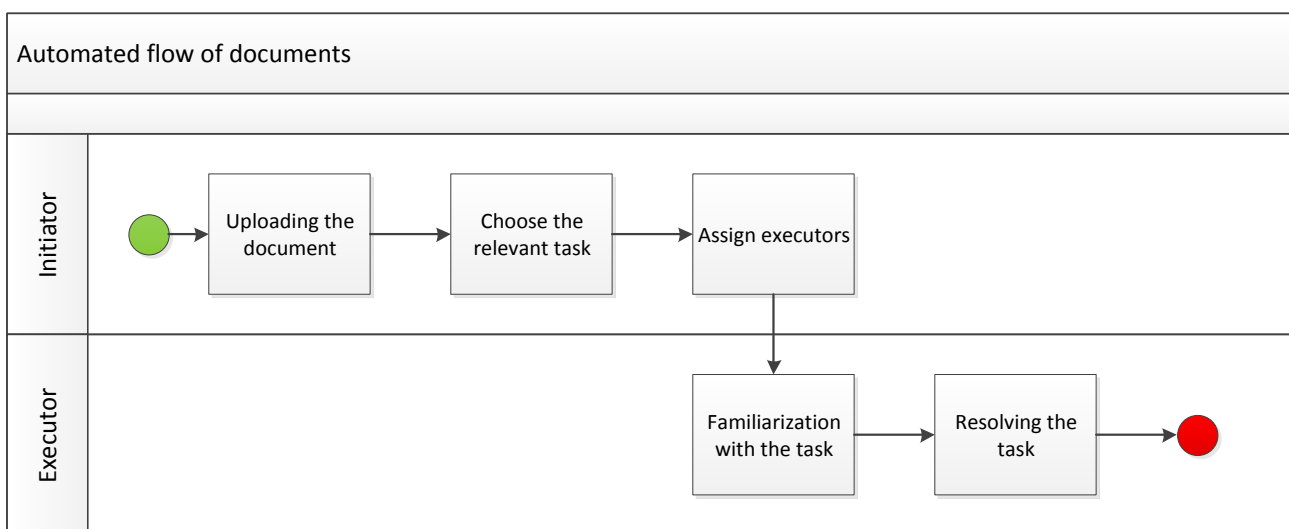 Automated flow of documents
Initiator
Uploading the
document
Choose the
relevant task
Assign executors
Executor
Familiarization
with the task
Resolving the
task